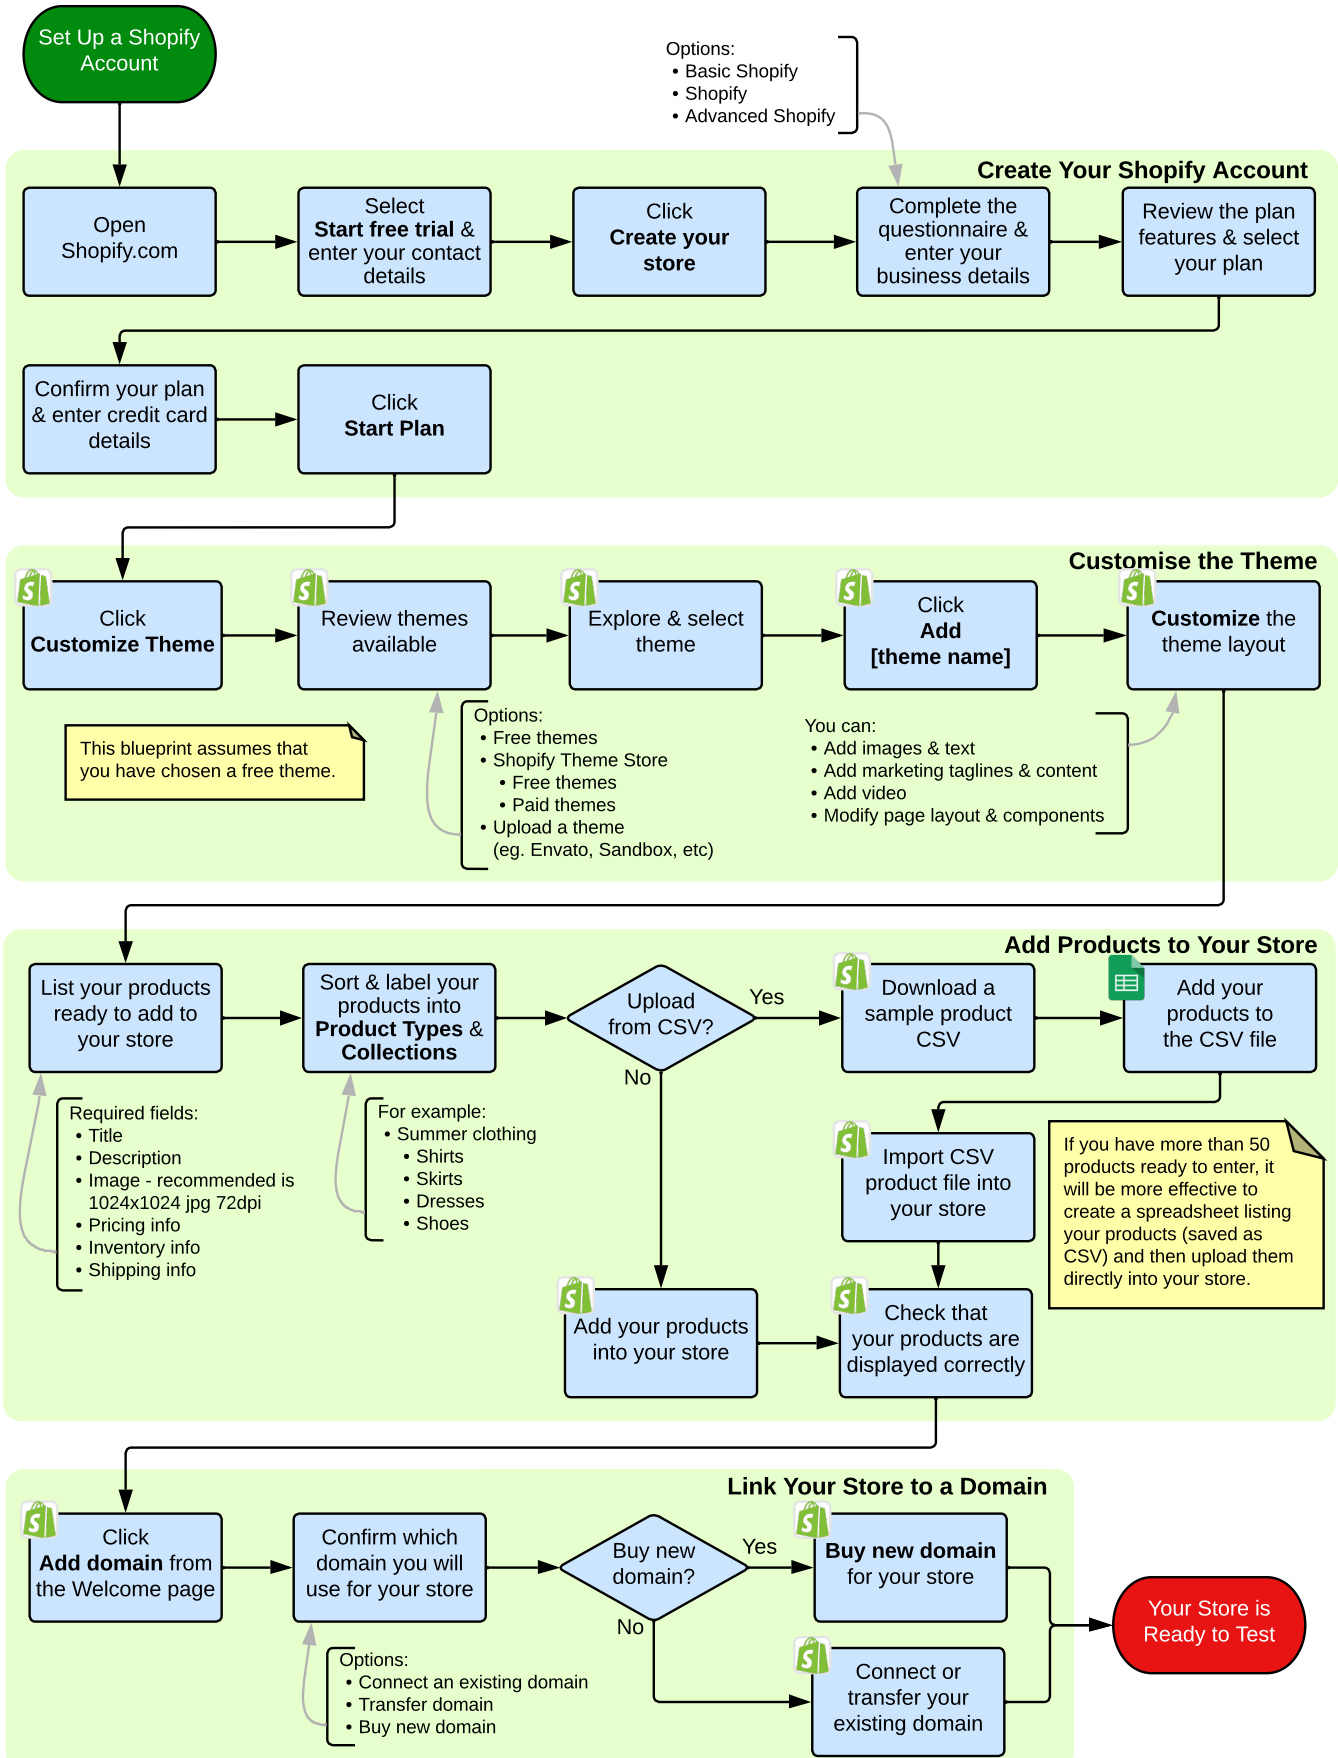 Set Up a Shopify
Account
Options:
• Basic Shopify
• Shopify
• Advanced Shopify
Create Your Shopify Account
Open
Shopify.com
Select
Start free trial &
enter your contact
details
Click
Create your
store
Complete the
questionnaire &
enter your
business details
Review the plan
features & select
your plan
Confirm your plan
& enter credit card
details
Click
Start Plan
Customise the Theme
Click
Customize Theme
Review themes
available
Explore & select
theme
Click
Add
[theme name]
Customize the
theme layout
This blueprint assumes that
you have chosen a free theme.
Options:
• Free themes
• Shopify Theme Store
• Free themes
• Paid themes
• Upload a theme
(eg. Envato, Sandbox, etc)
You can:
• Add images & text
• Add marketing taglines & content
• Add video
• Modify page layout & components
Add Products to Your Store
List your products
ready to add to
your store
Sort & label your
products into
Product Types &
Collections
Upload
from CSV?
Yes
No
Download a
sample product
CSV
Add your
products to
the CSV file
Required fields:
• Title
• Description
• Image - recommended is
1024x1024 jpg 72dpi
• Pricing info
• Inventory info
• Shipping info
For example:
• Summer clothing
• Shirts
• Skirts
• Dresses
• Shoes
Import CSV
product file into
your store
If you have more than 50
products ready to enter, it
will be more effective to
create a spreadsheet listing
your products (saved as
CSV) and then upload them
directly into your store.
Add your products
into your store
Check that
your products are
displayed correctly
Link Your Store to a Domain
Click
Add domain from
the Welcome page
Confirm which
domain you will
use for your store
Buy new
domain?
Yes
No
Buy new domain
for your store
Options:
• Connect an existing domain
• Transfer domain
• Buy new domain
Connect or
transfer your
existing domain
Your Store is
Ready to Test